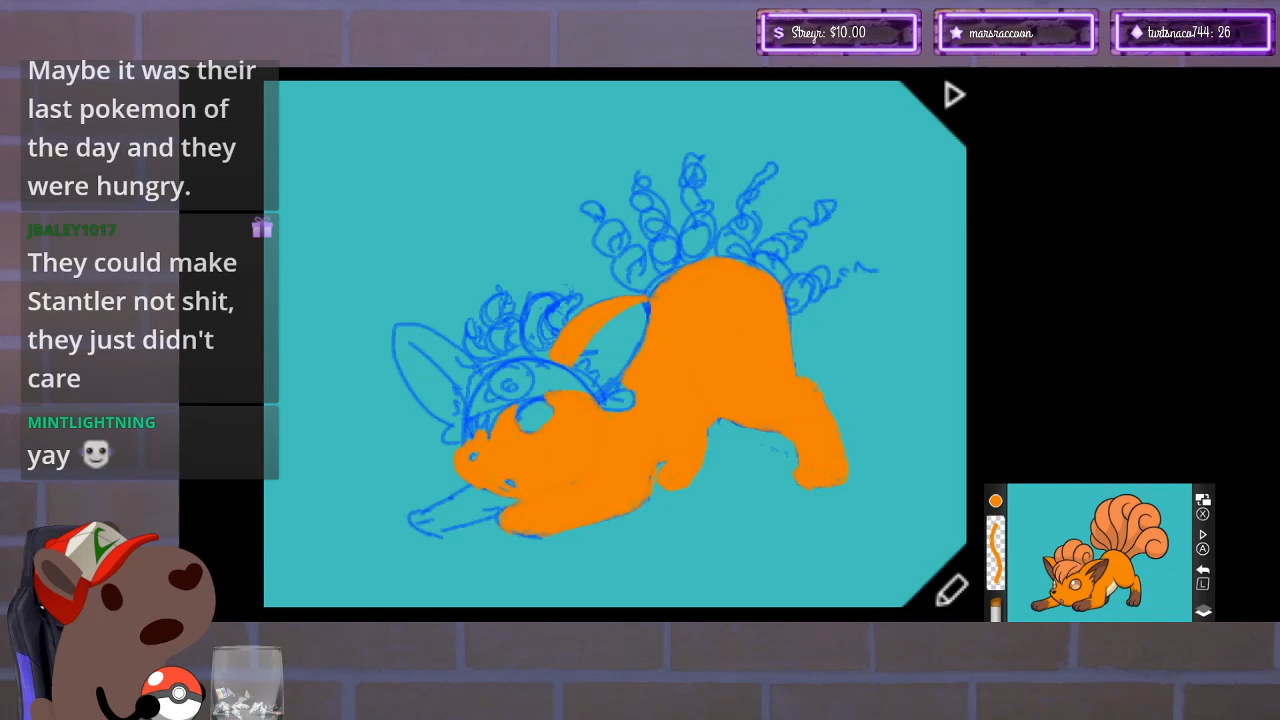 Streyr: $10.00
marsraccoon
turtsnaco744: 26
Maybe it was their
last pokemon of
the day and they
were hungry.
JBALEY1017
They could make
Stantler not shit,
they just didn't
care
MINTLIGHTNING
yay
X
A
L